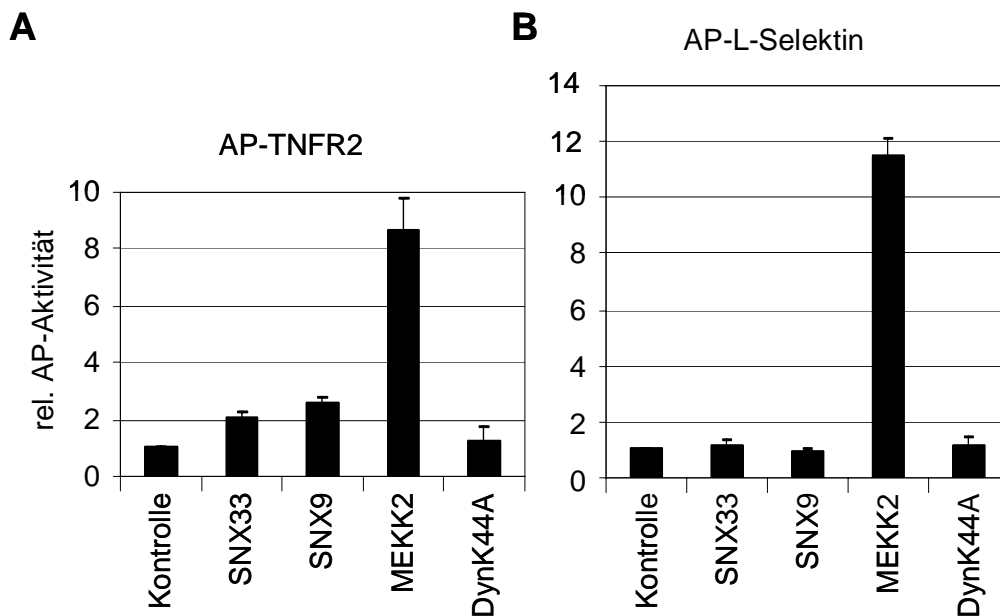 A
AP-TNFR2
rel. AP-Aktivität
10
8
6
4
2
0
Kontrolle
SNX33
SNX9
MEKK2
DynK44A
B
AP-L-Selektin
14
12
10
8
6
4
2
0
Kontrolle
SNX33
SNX9
MEKK2
DynK44A